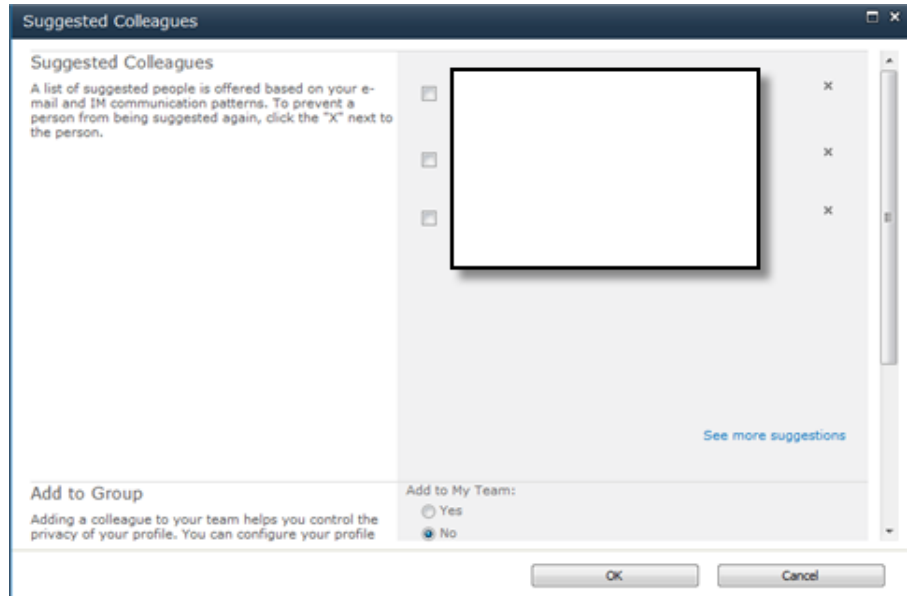 Suggested Colleagues
Suggested Colleagues
A list of suggested people is offered based on your e-
mail and IM communication patterns. To prevent a
person from being suggested again, click the "X" next to
the person.
See more suggestions
Add to Group
Adding a colleague to your team helps you control the
privacy of your profile. You can configure your profile
Add to My Team:
Yes
No
OK
Cancel